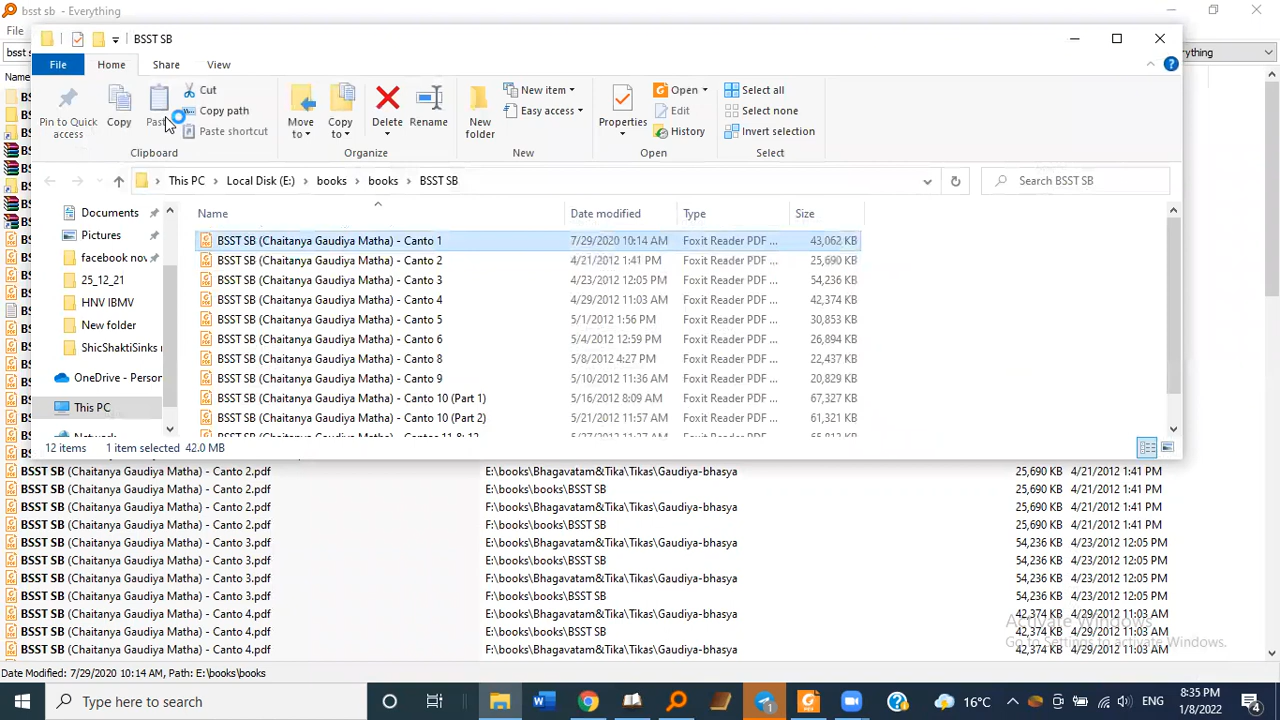 bsst sb - Everything
File
BSST SB
bsst s
Everything
File Home Share View
Pin to Quick access
Copy
Paste
Cut
Copy path
Paste shortcut
Move to
Copy to
Delete
Rename
New folder
New item
Easy access
Properties
Open
Edit
History
Select all
Select none
Invert selection
Clipboard Organize New Open Select
This PC Local Disk (E:) books books BSST SB
Search BSST SB
Name Date modified Type Size
Documents
Pictures
facebook nov
25_12_21
HNV IBMV
New folder
ShicShaktiSinks
OneDrive - Person
This PC
Network
BSST SB (Chaitanya Gaudiya Matha) - Canto 1 7/29/2020 10:14 AM Foxit Reader PDF ... 43,062 KB
BSST SB (Chaitanya Gaudiya Matha) - Canto 2 4/21/2012 1:41 PM Foxit Reader PDF ... 25,690 KB
BSST SB (Chaitanya Gaudiya Matha) - Canto 3 4/23/2012 12:05 PM Foxit Reader PDF ... 54,236 KB
BSST SB (Chaitanya Gaudiya Matha) - Canto 4 4/29/2012 11:03 AM Foxit Reader PDF ... 42,374 KB
BSST SB (Chaitanya Gaudiya Matha) - Canto 5 5/1/2012 1:56 PM Foxit Reader PDF ... 30,853 KB
BSST SB (Chaitanya Gaudiya Matha) - Canto 6 5/4/2012 12:59 PM Foxit Reader PDF ... 62,437 KB
BSST SB (Chaitanya Gaudiya Matha) - Canto 8 5/8/2012 4:27 PM Foxit Reader PDF ... 22,437 KB
BSST SB (Chaitanya Gaudiya Matha) - Canto 9 5/10/2012 11:36 AM Foxit Reader PDF ... 20,829 KB
BSST SB (Chaitanya Gaudiya Matha) - Canto 10 (Part 1) 5/16/2012 8:09 AM Foxit Reader PDF ... 67,327 KB
BSST SB (Chaitanya Gaudiya Matha) - Canto 10 (Part 2) 5/21/2012 11:57 AM Foxit Reader PDF ... 61,321 KB
12 items 1 item selected 42.0 MB
BSST SB (Chaitanya Gaudiya Matha) - Canto 2.pdf E:\books\Bhagavatam&Tika\Tikas\Gaudiya-bhasya 25,690 KB 4/21/2012 1:41 PM
BSST SB (Chaitanya Gaudiya Matha) - Canto 2.pdf E:\books\books\BSST SB 25,690 KB 4/21/2012 1:41 PM
BSST SB (Chaitanya Gaudiya Matha) - Canto 2.pdf F:\books\Bhagavatam&Tika\Tikas\Gaudiya-bhasya 25,690 KB 4/21/2012 1:41 PM
BSST SB (Chaitanya Gaudiya Matha) - Canto 2.pdf F:\books\books\BSST SB 25,690 KB 4/21/2012 1:41 PM
BSST SB (Chaitanya Gaudiya Matha) - Canto 3.pdf E:\books\Bhagavatam&Tika\Tikas\Gaudiya-bhasya 54,236 KB 4/23/2012 12:05 PM
BSST SB (Chaitanya Gaudiya Matha) - Canto 3.pdf E:\books\books\BSST SB 54,236 KB 4/23/2012 12:05 PM
BSST SB (Chaitanya Gaudiya Matha) - Canto 3.pdf F:\books\Bhagavatam&Tika\Tikas\Gaudiya-bhasya 54,236 KB 4/23/2012 12:05 PM
BSST SB (Chaitanya Gaudiya Matha) - Canto 3.pdf F:\books\books\BSST SB 54,236 KB 4/23/2012 12:05 PM
BSST SB (Chaitanya Gaudiya Matha) - Canto 4.pdf E:\books\Bhagavatam&Tika\Tikas\Gaudiya-bhasya 42,374 KB 4/29/2012 11:03 AM
BSST SB (Chaitanya Gaudiya Matha) - Canto 4.pdf E:\books\books\BSST SB 42,374 KB 4/29/2012 11:03 AM
BSST SB (Chaitanya Gaudiya Matha) - Canto 4.pdf F:\books\Bhagavatam&Tika\Tikas\Gaudiya-bhasya 42,374 KB 4/29/2012 11:03 AM
Activate Windows
Go to Settings to activate Windows.
Date Modified: 7/29/2020 10:14 AM, Path: E:\books\books
Type here to search
16°C
ENG
8:35 PM
1/8/2022
4